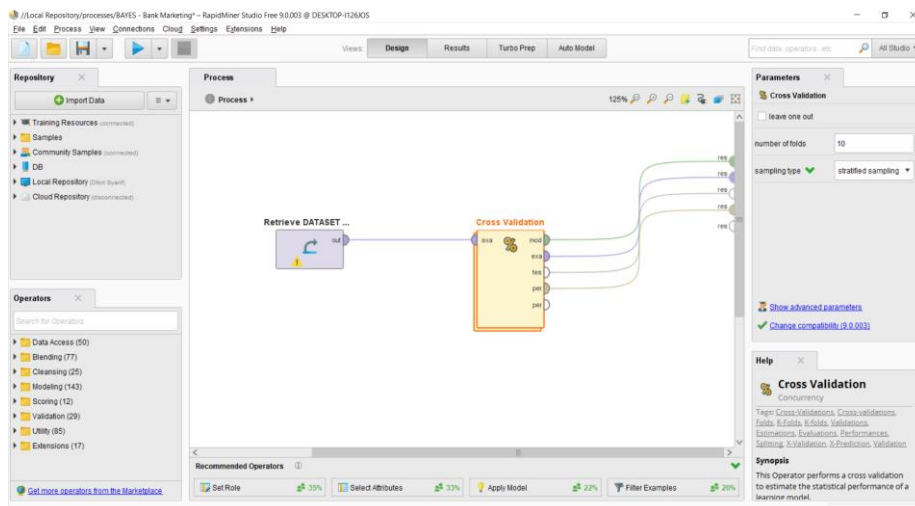 //Local Repository/processes/BAYES - Bank Marketing* – RapidMiner Studio Free 9.0.003 @ DESKTOP-I126JOS
File Edit Process View Connections Cloud Settings Extensions Help
Views: Design Results Turbo Prep Auto Model
Find data, operators...etc All Studio
Repository
Import Data
Training Resources (connected)
Samples
Community Samples (connected)
DB
Local Repository
Cloud Repository (disconnected)
Operators
Search for Operators
Data Access (50)
Blending (77)
Cleansing (25)
Modeling (143)
Scoring (12)
Validation (29)
Utility (85)
Extensions (17)
Get more operators from the Marketplace
Process
Process
125%
Retrieve DATASET ...
out
Cross Validation
exa
mod
exa
tes
per
per
res
res
res
res
res
Recommended Operators
Set Role 35%
Select Attributes 33%
Apply Model 22%
Filter Examples 20%
Parameters
Cross Validation
leave one out
number of folds 10
sampling type stratified sampling
Show advanced parameters
Change compatibility (9.0.003)
Help
Cross Validation
Concurrency
Tags: Cross-Validations, Cross-validations,
Folds, K-Folds, K-folds, Validations,
Estimations, Evaluations, Performances,
Splitting, X-Validation, X-Prediction, Validation
Synopsis
This Operator performs a cross validation
to estimate the statistical performance of a
learning model.